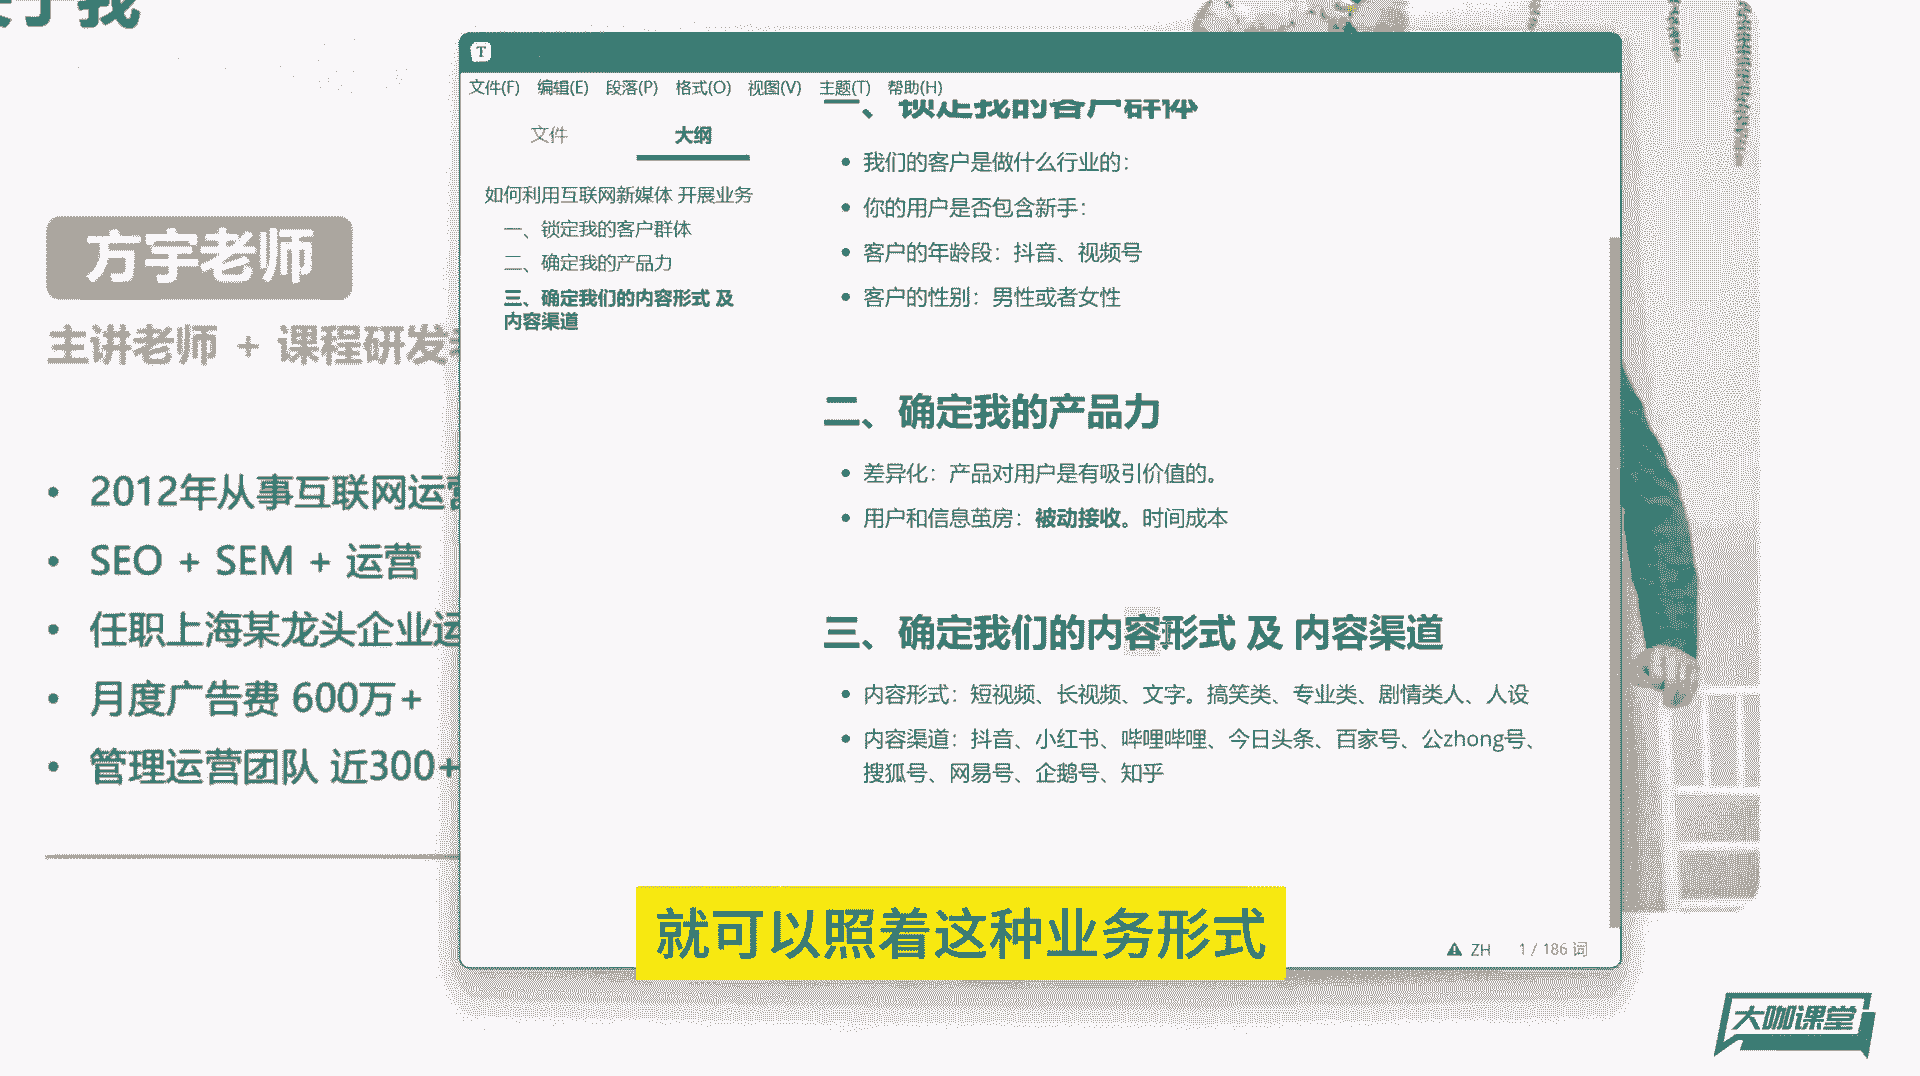 关于我
方宇老师
主讲老师 + 课程研发
2012年从事互联网运营
SEO + SEM + 运营
任职上海某龙头企业运
月度广告费 600万+
管理运营团队 近300+
T
文件(F) 编辑(E) 段落(P) 格式(O) 视图(V) 主题(T) 帮助(H)
文件 大纲
如何利用互联网新媒体 开展业务
一、锁定我的客户群体
二、确定我的产品力
三、确定我们的内容形式 及
内容渠道
一、锁定我的客户群体
我们的客户是做什么行业的：
你的用户是否包含新手：
客户的年龄段：抖音、视频号
客户的性别：男性或者女性
二、确定我的产品力
差异化：产品对用户是有吸引价值的。
用户和信息茧房：被动接收。时间成本
三、确定我们的内容形式 及 内容渠道
内容形式：短视频、长视频、文字。搞笑类、专业类、剧情类人、人设
内容渠道：抖音、小红书、哔哩哔哩、今日头条、百家号、公zhong号、
搜狐号、网易号、企鹅号、知乎
ZH 1 / 186 词
就可以照着这种业务形式
大咖课堂